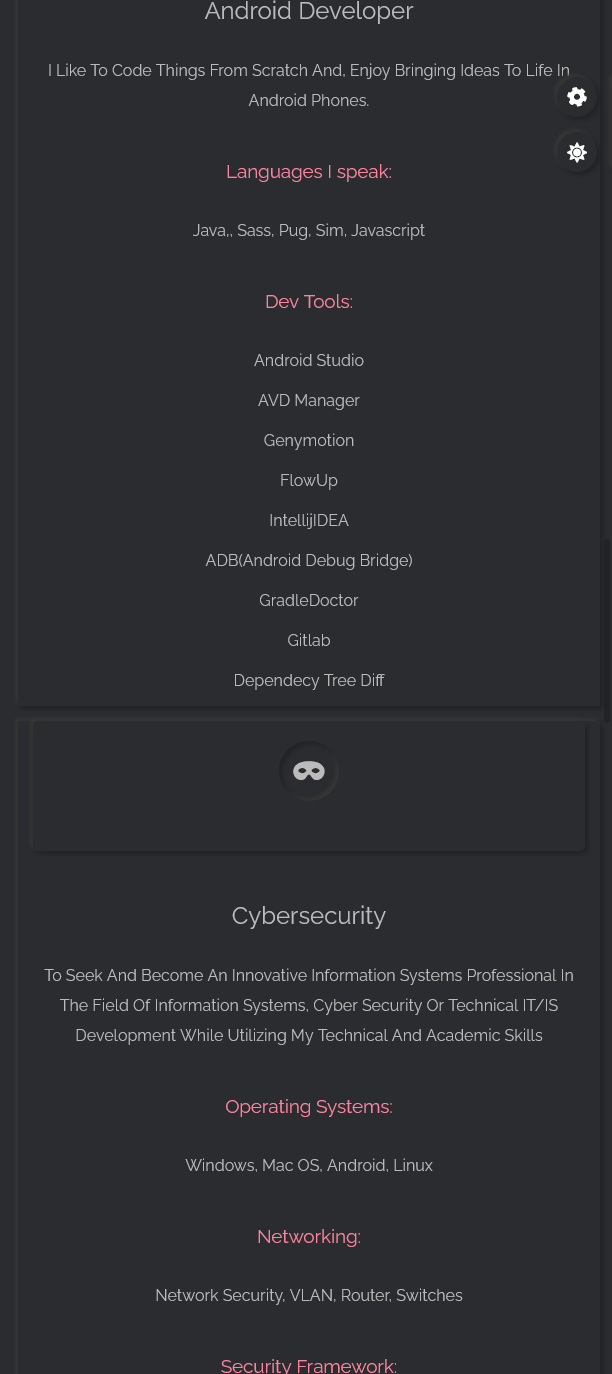 Android Developer
I Like To Code Things From Scratch And, Enjoy Bringing Ideas To Life In
Android Phones.
Languages I speak:
Java,, Sass, Pug, Sim, Javascript
Dev Tools:
Android Studio
AVD Manager
Genymotion
FlowUp
IntellijIDEA
ADB(Android Debug Bridge)
GradleDoctor
Gitlab
Dependecy Tree Diff
Cybersecurity
To Seek And Become An Innovative Information Systems Professional In
The Field Of Information Systems, Cyber Security Or Technical IT/IS
Development While Utilizing My Technical And Academic Skills
Operating Systems:
Windows, Mac OS, Android, Linux
Networking:
Network Security, VLAN, Router, Switches
Security Framework: